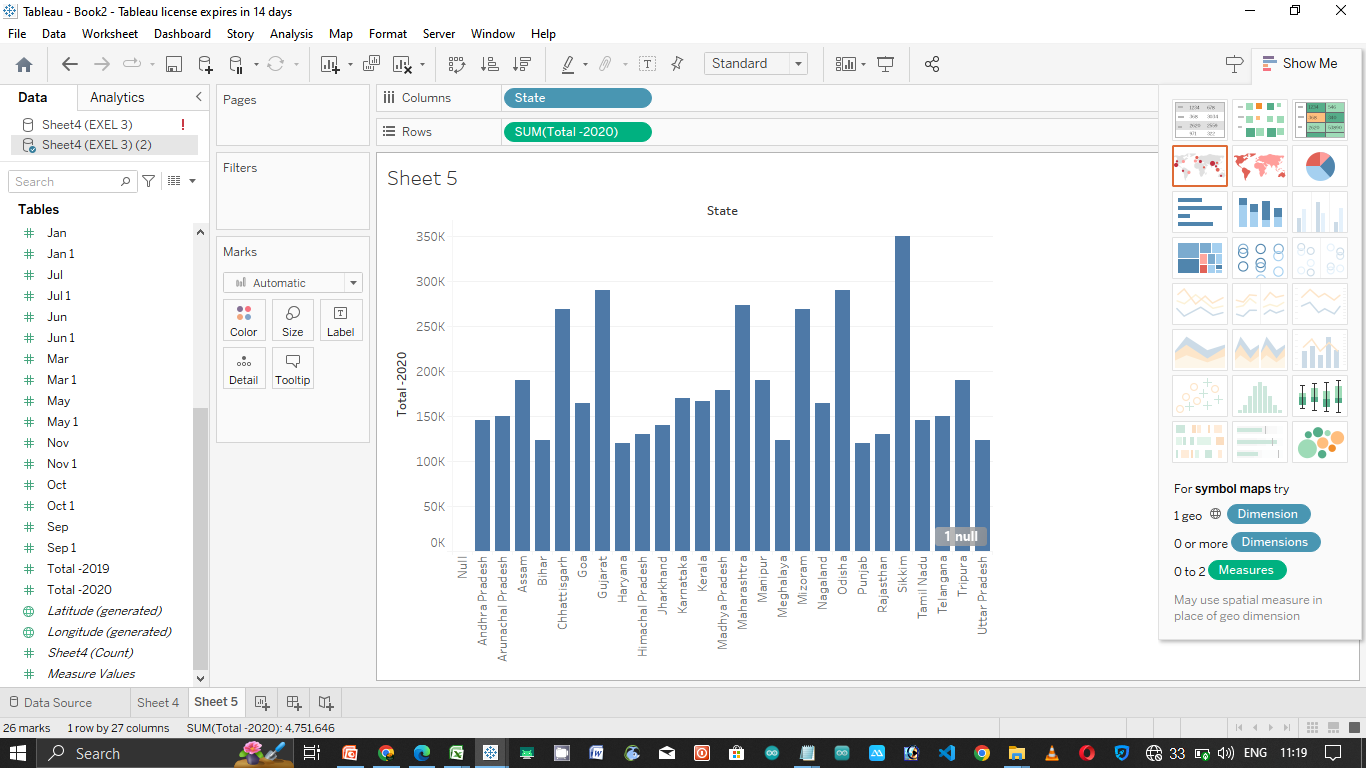 Tableau - Book2 - Tableau license expires in 14 days
File Data Worksheet Dashboard Story Analysis Map Format Server Window Help
Standard
Show Me
Data Analytics
Sheet4 (EXEL 3)
Sheet4 (EXEL 3) (2)
Search
Tables
Jan
Jan 1
Jul
Jul 1
Jun
Jun 1
Mar
Mar 1
May
May 1
Nov
Nov 1
Oct
Oct 1
Sep
Sep 1
Total -2019
Total -2020
Latitude (generated)
Longitude (generated)
Sheet4 (Count)
Measure Values
Pages
Filters
Marks
Automatic
Color Size Label
Detail Tooltip
Columns State
Rows SUM(Total -2020)
Sheet 5
State
Total -2020
350K
300K
250K
200K
150K
100K
50K
0K
1 null
Null
Andhra Pradesh
Arunachal Pradesh
Assam
Bihar
Chhattisgarh
Goa
Gujarat
Haryana
Himachal Pradesh
Jharkhand
Karnataka
Kerala
Madhya Pradesh
Maharashtra
Manipur
Meghalaya
Mizoram
Nagaland
Odisha
Punjab
Rajasthan
Sikkim
Tamil Nadu
Telangana
Tripura
Uttar Pradesh
For symbol maps try
1 geo Dimension
0 or more Dimensions
0 to 2 Measures
May use spatial measure in
place of geo dimension
Data Source Sheet 4 Sheet 5
26 marks 1 row by 27 columns SUM(Total -2020): 4,751,646
Search
33 ENG 11:19